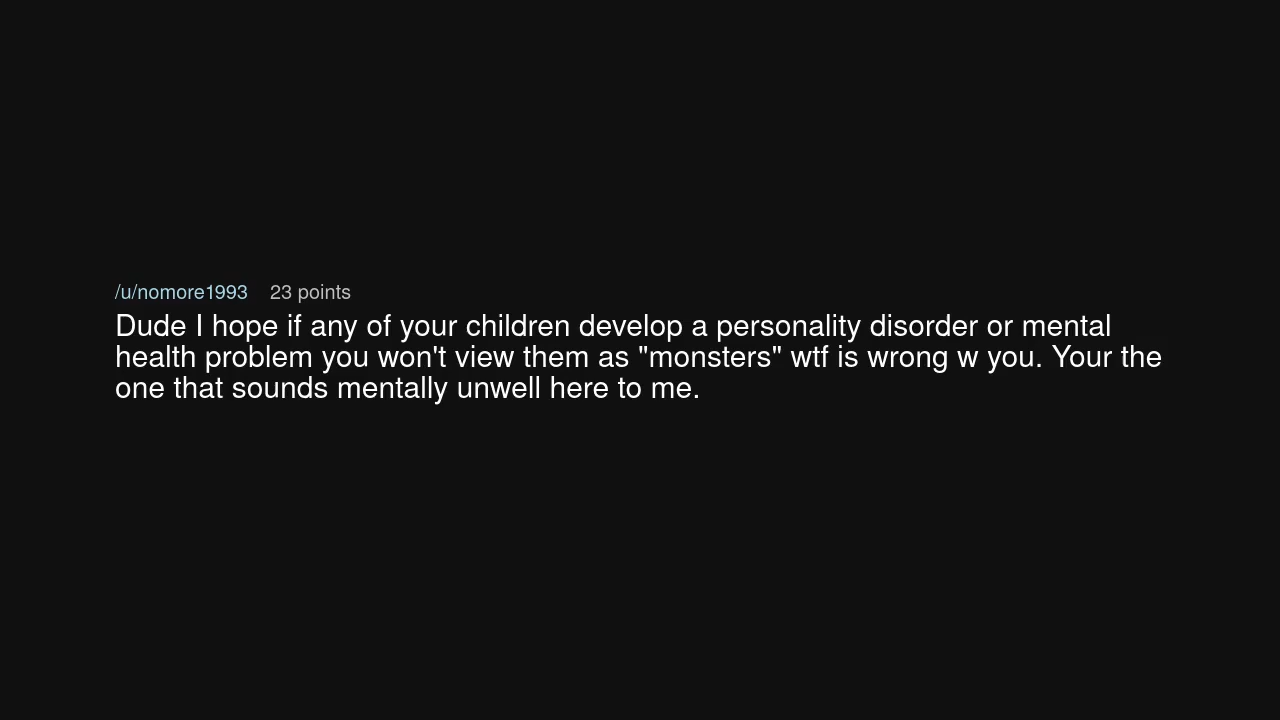 /u/nomore1993 23 points
Dude I hope if any of your children develop a personality disorder or mental
health problem you won't view them as "monsters" wtf is wrong w you. Your the
one that sounds mentally unwell here to me.